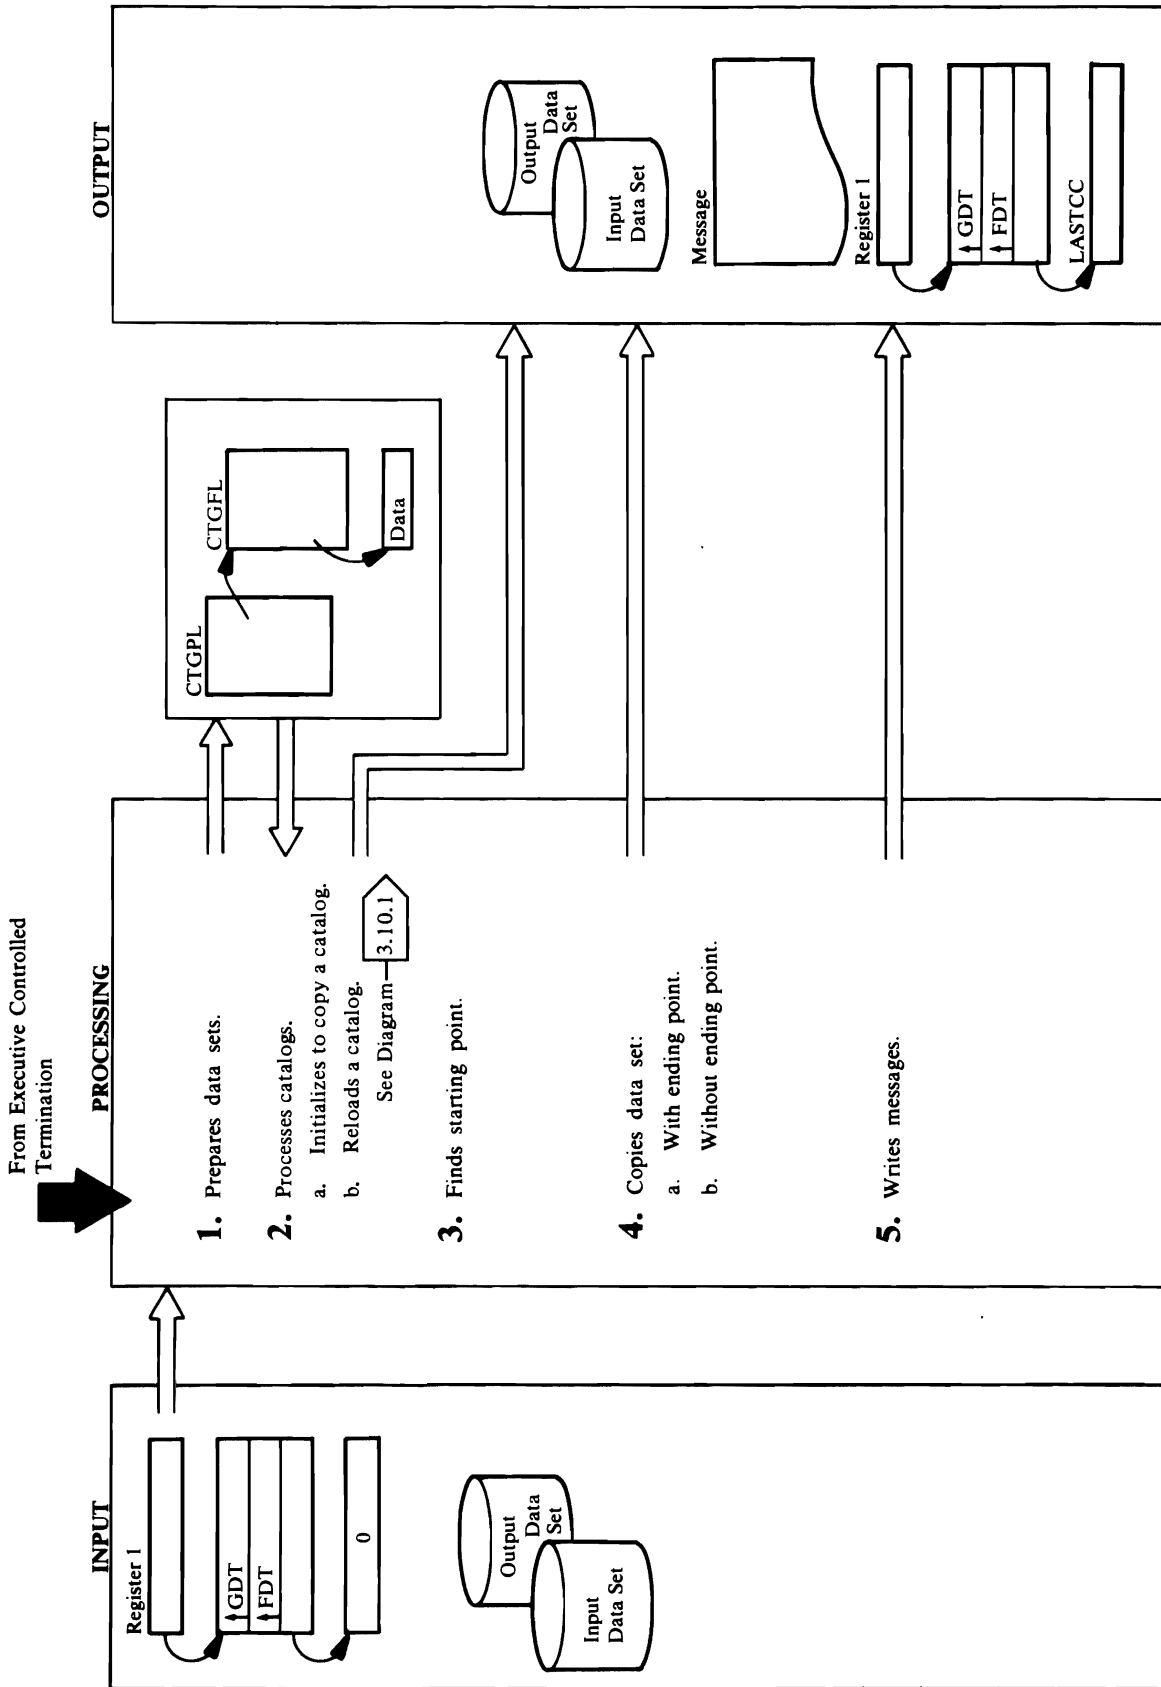 From Executive Controlled
Termination
INPUT
Register 1
GDT
FDT
0
Output
Data
Set
Input
Data Set
PROCESSING
1. Prepares data sets.
2. Processes catalogs.
a. Initializes to copy a catalog.
b. Reloads a catalog.
See Diagram
3.10.1
3. Finds starting point.
4. Copies data set:
a. With ending point.
b. Without ending point.
5. Writes messages.
CTGPL
CTGFL
Data
OUTPUT
Output
Data
Set
Input
Data Set
Message
Register 1
GDT
FDT
LASTCC